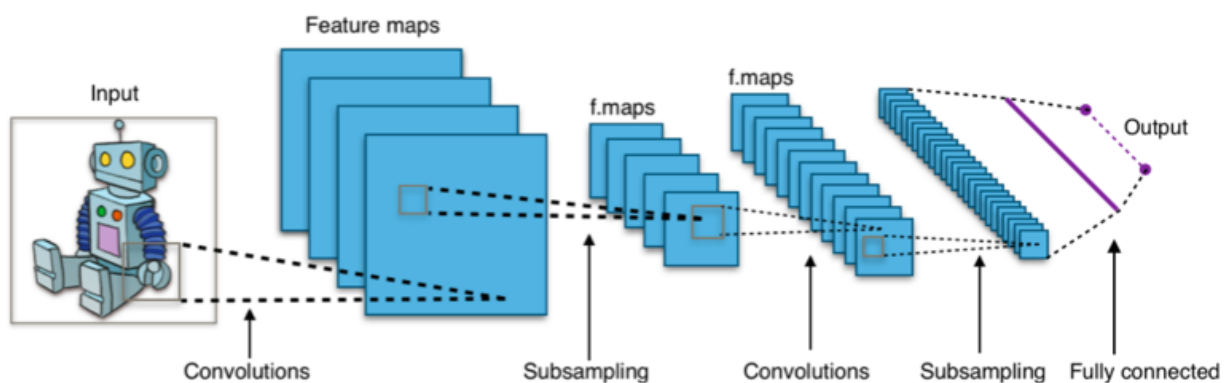 Feature maps
Input
f.maps
f.maps
Output
Convolutions
Subsampling
Convolutions
Subsampling
Fully connected